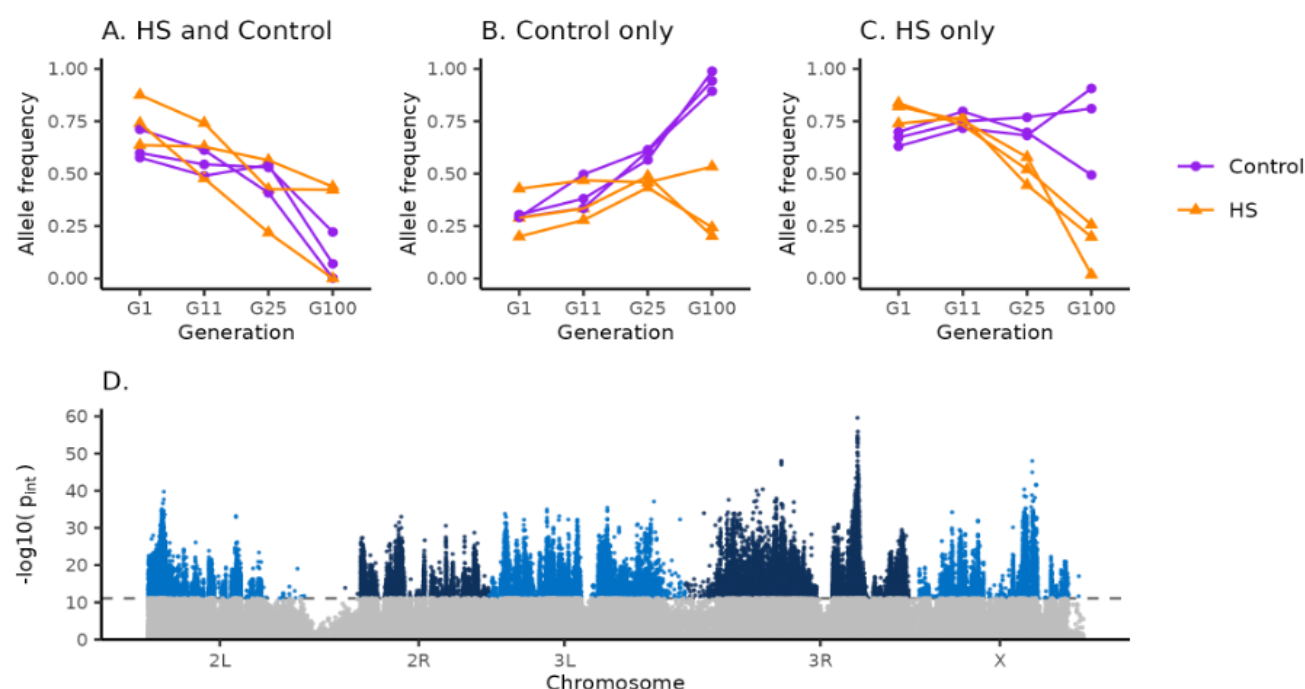 A. HS and Control
B. Control only
C. HS only
Allele frequency
1.00
0.75
0.50
0.25
0.00
G1 G11 G25 G100
Generation
Allele frequency
1.00
0.75
0.50
0.25
0.00
G1 G11 G25 G100
Generation
Allele frequency
1.00
0.75
0.50
0.25
0.00
G1 G11 G25 G100
Generation
Control
HS
D.
-log10( pint )
60
50
40
30
20
10
0
2L 2R 3L 3R X
Chromosome